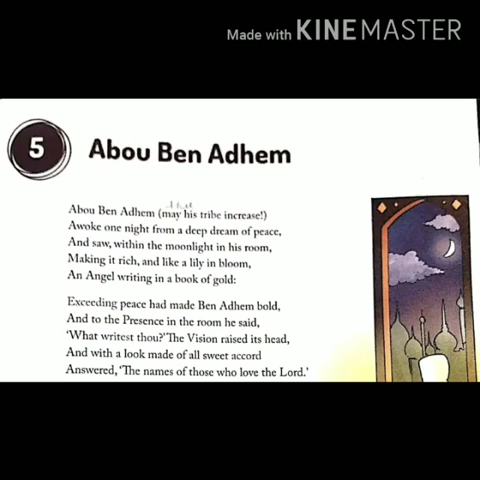 Made with KINEMASTER
5
Abou Ben Adhem
Abou Ben Adhem (may his tribe increase!)
Awoke one night from a deep dream of peace,
And saw, within the moonlight in his room,
Making it rich, and like a lily in bloom,
An Angel writing in a book of gold:
Exceeding peace had made Ben Adhem bold,
And to the Presence in the room he said,
‘What writest thou?’ The Vision raised its head,
And with a look made of all sweet accord
Answered, ‘The names of those who love the Lord.’